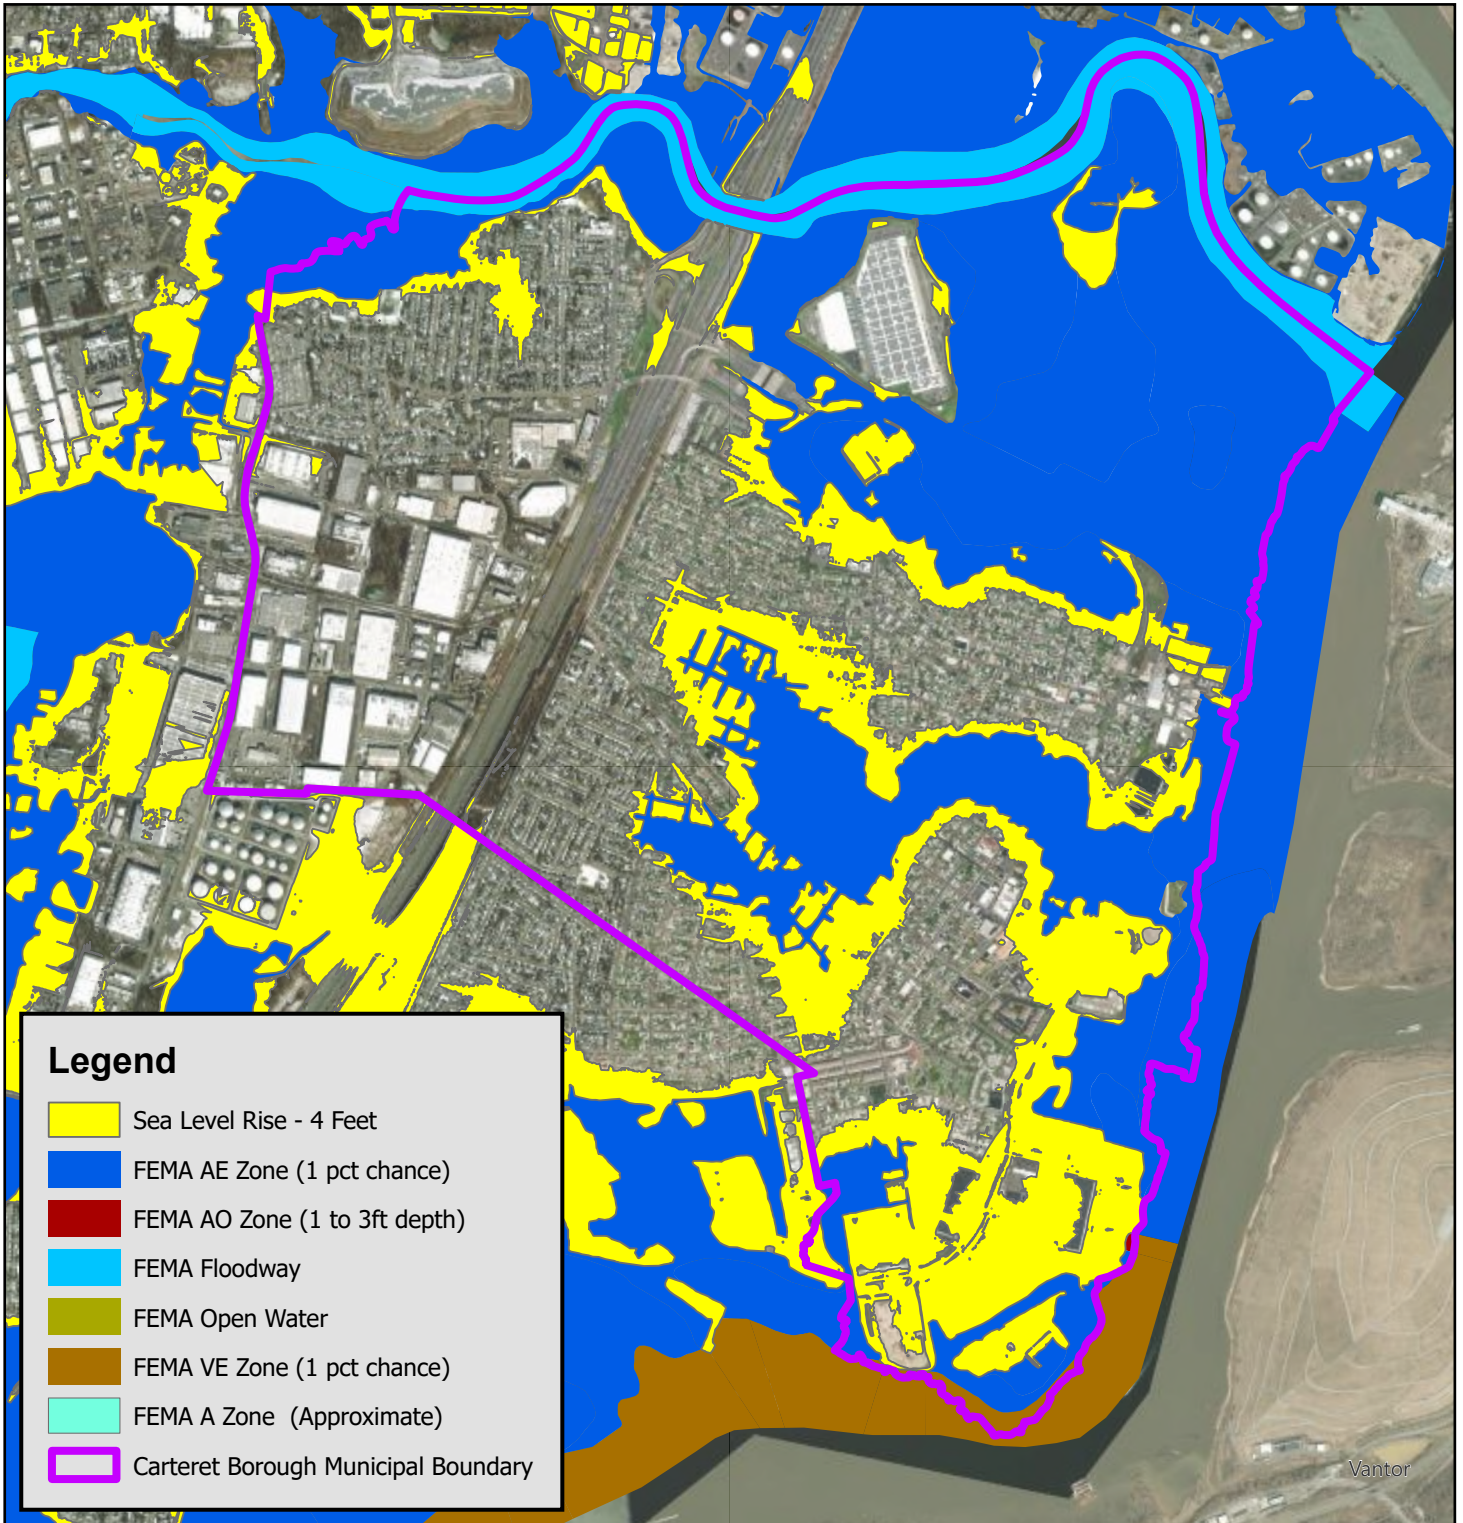 Legend
Sea Level Rise - 4 Feet
FEMA AE Zone (1 pct chance)
FEMA AO Zone (1 to 3ft depth)
FEMA Floodway
FEMA Open Water
FEMA VE Zone (1 pct chance)
FEMA A Zone (Approximate)
Carteret Borough Municipal Boundary
Vantor